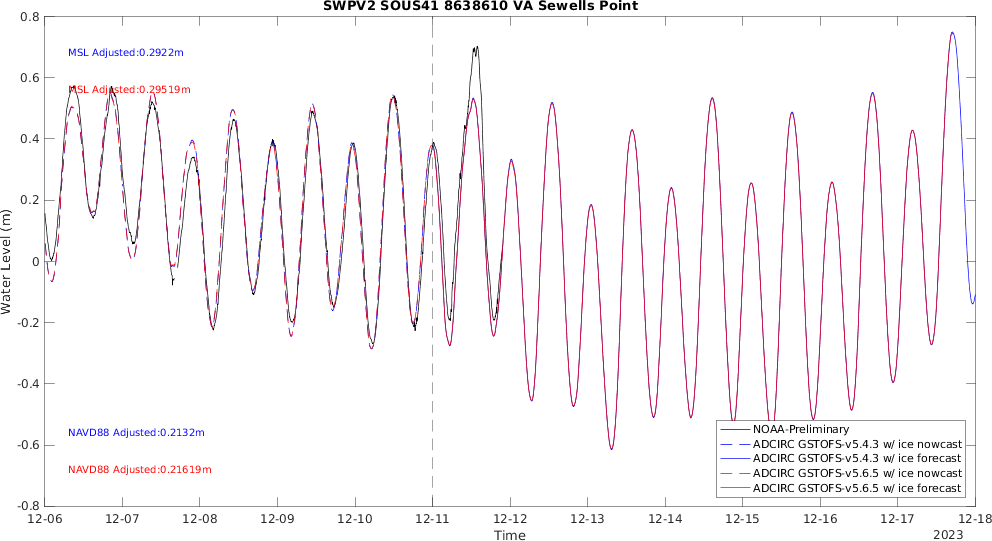 SWPV2 SOUS41 8638610 VA Sewells Point
0.8
0.6
0.4
0.2
0
-0.2
-0.4
-0.6
-0.8
Water Level (m)
MSL Adjusted:0.2922m
MSL Adjusted:0.29519m
NAVD88 Adjusted:0.2132m
NAVD88 Adjusted:0.21619m
NOAA-Preliminary
ADCIRC GSTOFS-v5.4.3 w/ ice nowcast
ADCIRC GSTOFS-v5.4.3 w/ ice forecast
ADCIRC GSTOFS-v5.6.5 w/ ice nowcast
ADCIRC GSTOFS-v5.6.5 w/ ice forecast
12-06 12-07 12-08 12-09 12-10 12-11 12-12 12-13 12-14 12-15 12-16 12-17 12-18
Time
2023